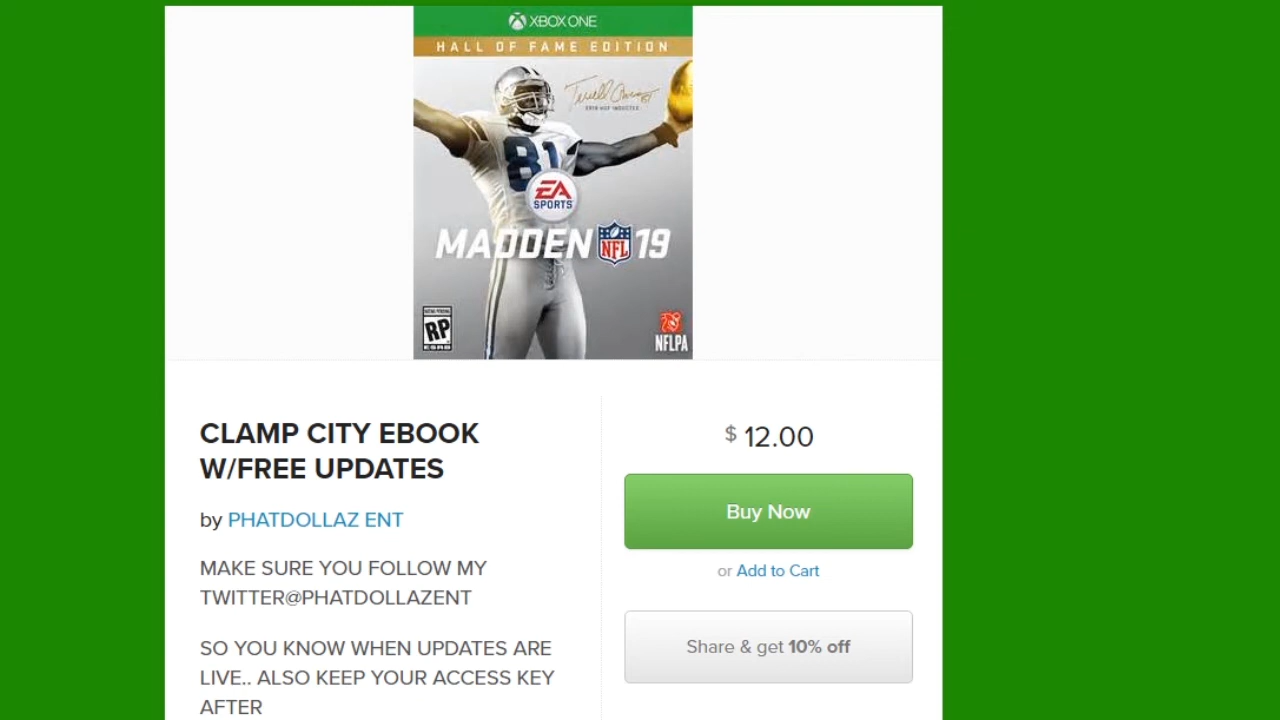 XBOX ONE
HALL OF FAME EDITION
81
EA
SPORTS
MADDEN NFL 19
RP
NFLPA
CLAMP CITY EBOOK
W/FREE UPDATES
$ 12.00
by PHATDOLLAZ ENT
Buy Now
MAKE SURE YOU FOLLOW MY
TWITTER@PHATDOLLAZENT
or Add to Cart
SO YOU KNOW WHEN UPDATES ARE
LIVE.. ALSO KEEP YOUR ACCESS KEY
AFTER
Share & get 10% off